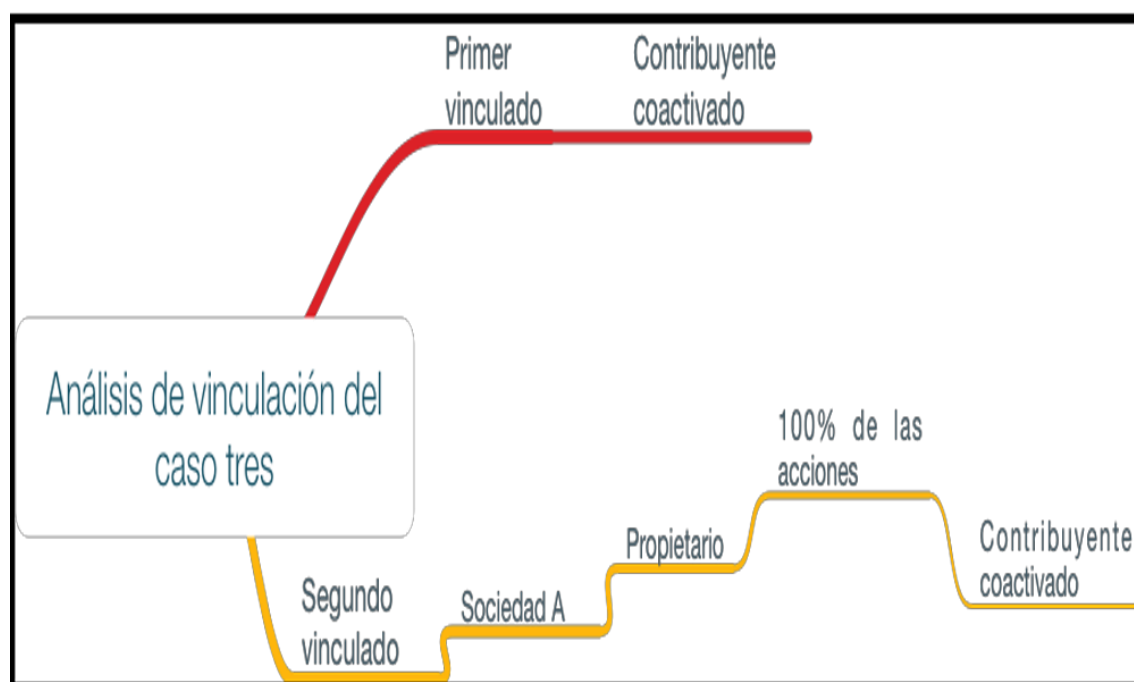 Primer
vinculado
Contribuyente
coactivado
Análisis de vinculación del
caso tres
Segundo
vinculado
Sociedad A
Propietario
100% de las
acciones
Contribuyente
coactivado